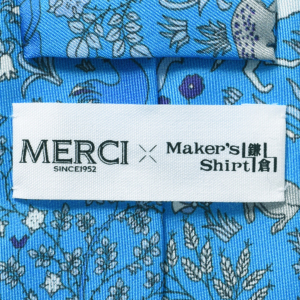 MERCI
SINCE1952
×
Maker's
Shirt
鎌倉